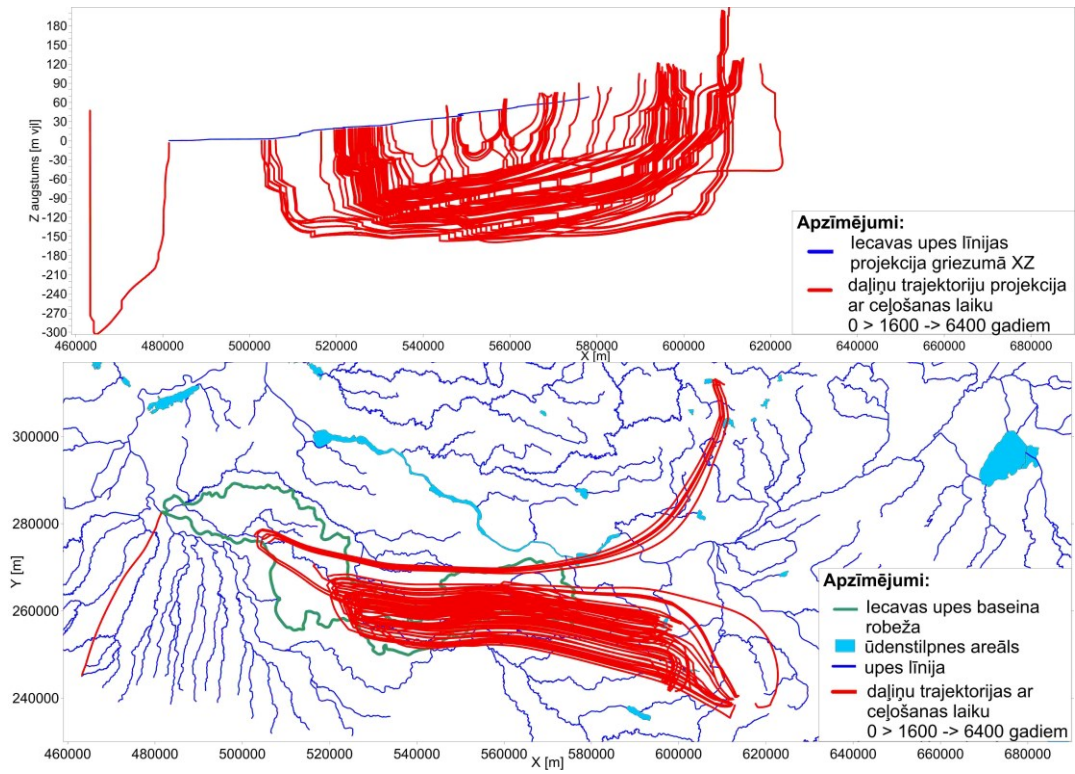 180
150
120
90
60
30
0
-30
-60
-90
-120
-150
-180
-210
-240
-270
-300
Z augstums [m vjl]
460000 480000 500000 520000 540000 560000 580000 600000 620000 640000 660000 680000
X [m]
Apzīmējumi:
Iecavas upes līnijas
projekcija griezumā XZ
daļiņu trajektoriju projekcija
ar ceļošanas laiku
0 > 1600 -> 6400 gadiem
300000
280000
260000
240000
Y [m]
460000 480000 500000 520000 540000 560000 580000 600000 620000 640000 660000 680000
X [m]
Apzīmējumi:
Iecavas upes baseina
robeža
ūdenstilpnes areāls
upes līnija
daļiņu trajektorijas ar
ceļošanas laiku
0 > 1600 -> 6400 gadiem